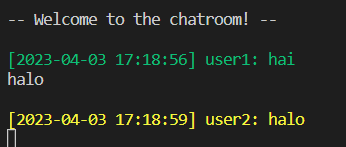 -- Welcome to the chatroom! --
[2023-04-03 17:18:56] user1: hai
halo
[2023-04-03 17:18:59] user2: halo